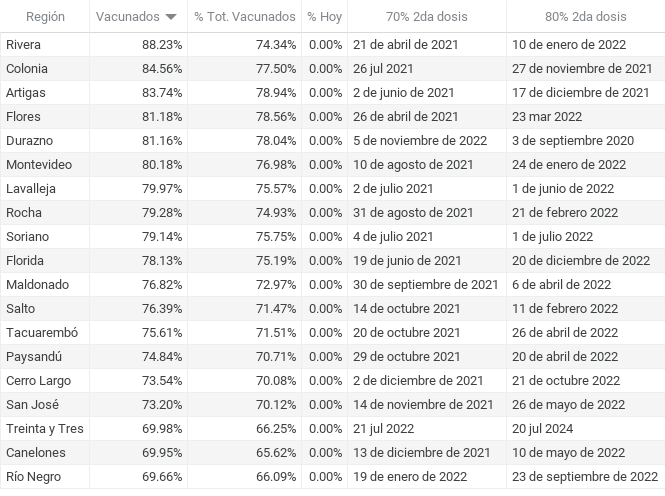 Región Vacunados % Tot. Vacunados % Hoy 70% 2da dosis 80% 2da dosis
Rivera 88.23% 74.34% 0.00% 21 de abril de 2021 10 de enero de 2022
Colonia 84.56% 77.50% 0.00% 26 jul 2021 27 de noviembre de 2021
Artigas 83.74% 78.94% 0.00% 2 de junio de 2021 17 de diciembre de 2021
Flores 81.18% 78.56% 0.00% 26 de abril de 2021 23 mar 2022
Durazno 81.16% 78.04% 0.00% 5 de noviembre de 2022 3 de septiembre 2020
Montevideo 80.18% 76.98% 0.00% 10 de agosto de 2021 24 de enero de 2022
Lavalleja 79.97% 75.57% 0.00% 2 de julio 2021 1 de junio de 2022
Rocha 79.28% 74.93% 0.00% 31 de agosto de 2021 21 de febrero 2022
Soriano 79.14% 75.75% 0.00% 4 de julio 2021 1 de julio 2022
Florida 78.13% 75.19% 0.00% 19 de junio de 2021 20 de diciembre de 2022
Maldonado 76.82% 72.97% 0.00% 30 de septiembre de 2021 6 de abril de 2022
Salto 76.39% 71.47% 0.00% 14 de octubre 2021 11 de febrero 2022
Tacuarembó 75.61% 71.51% 0.00% 20 de octubre 2021 26 de abril de 2022
Paysandú 74.84% 70.71% 0.00% 29 de octubre 2021 20 de abril de 2022
Cerro Largo 73.54% 70.08% 0.00% 2 de diciembre de 2021 21 de octubre 2022
San José 73.20% 70.12% 0.00% 14 de noviembre de 2021 26 de mayo de 2022
Treinta y Tres 69.98% 66.25% 0.00% 21 jul 2022 20 jul 2024
Canelones 69.95% 65.62% 0.00% 13 de diciembre de 2021 10 de mayo de 2022
Río Negro 69.66% 66.09% 0.00% 19 de enero de 2022 23 de septiembre de 2022